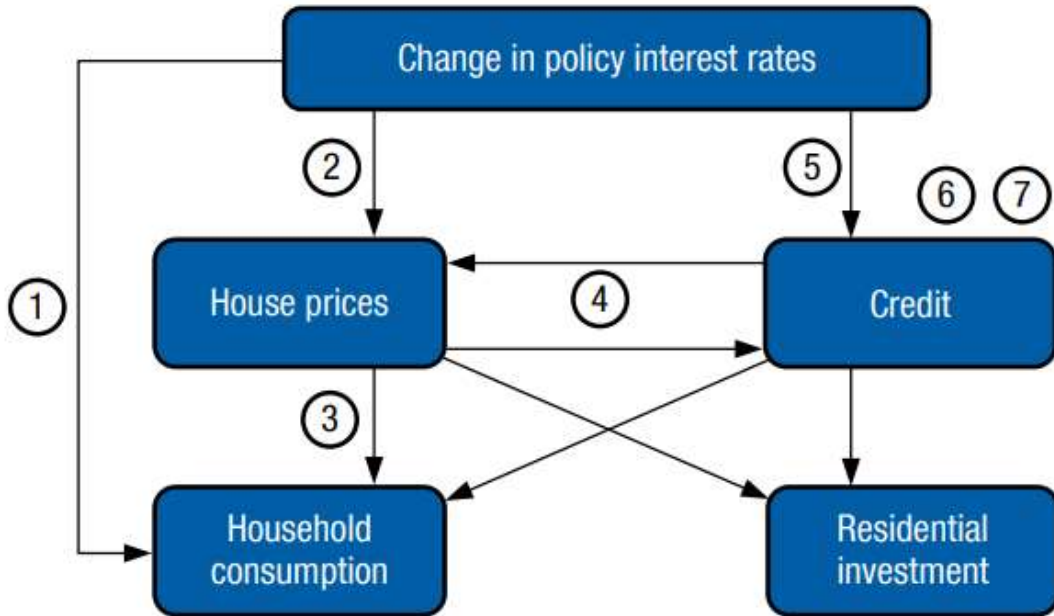 Change in policy interest rates
2
5
6
7
1
House prices
4
Credit
3
Household
consumption
Residential
investment